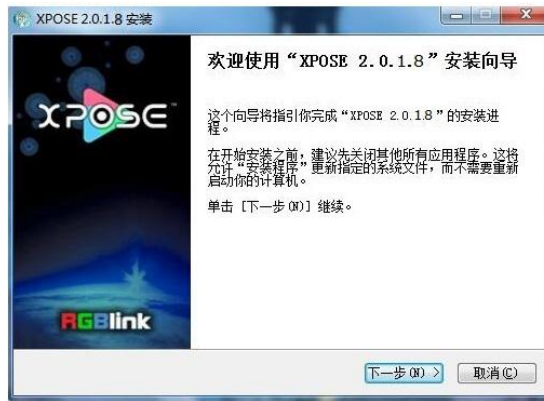 XPOSE 2.0.1.8 安装
XPOSE
RGBlink
欢迎使用“XPOSE 2.0.1.8”安装向导
这个向导将指引你完成“XPOSE 2.0.1.8”的安装进
程。
在开始安装之前，建议先关闭其他所有应用程序。这将
允许“安装程序”更新指定的系统文件，而不需要重新
启动你的计算机。
单击 [下一步(N)] 继续。
下一步(N) >
取消(C)